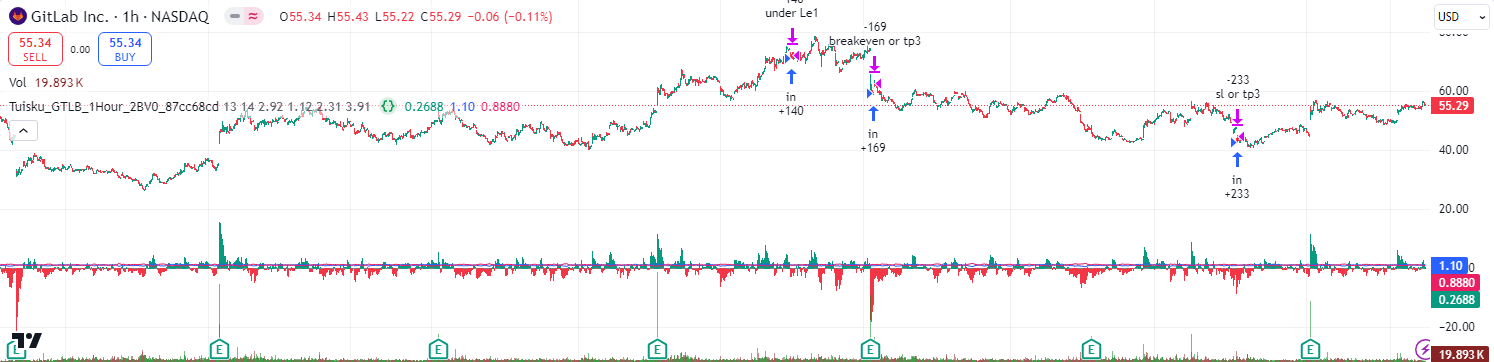 GitLab Inc. · 1h · NASDAQ
O55.34 H55.43 L55.22 C55.29 −0.06 (−0.11%)
USD
55.34
SELL
0.00
55.34
BUY
Vol 19.893 K
Tuisku_GTLB_1Hour_2BV0_87cc68cd 13 14 2.92 1.12 2.31 3.91 {} 0.2688 1.10 0.8880
under Le1
in
+140
-169
breakeven or tp3
in
+169
-233
sl or tp3
in
+233
60.00
55.29
40.00
20.00
1.10
0.8880
0.2688
−20.00
19.893 K
E
E
E
E
E
E